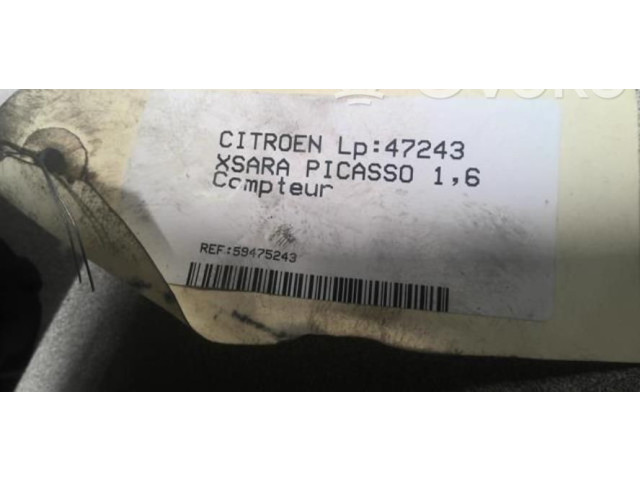 CITROEN Lp:47243
XSARA PICASSO 1,6
Compteur
REF:59475243